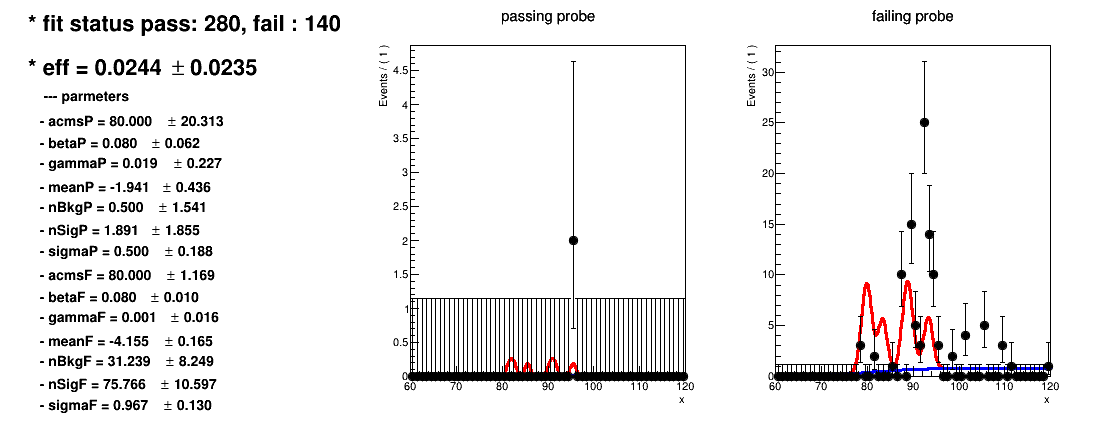 * fit status pass: 280, fail : 140
* eff = 0.0244 ± 0.0235
--- parmeters
- acmsP = 80.000 ± 20.313
- betaP = 0.080 ± 0.062
- gammaP = 0.019 ± 0.227
- meanP = -1.941 ± 0.436
- nBkgP = 0.500 ± 1.541
- nSigP = 1.891 ± 1.855
- sigmaP = 0.500 ± 0.188
- acmsF = 80.000 ± 1.169
- betaF = 0.080 ± 0.010
- gammaF = 0.001 ± 0.016
- meanF = -4.155 ± 0.165
- nBkgF = 31.239 ± 8.249
- nSigF = 75.766 ± 10.597
- sigmaF = 0.967 ± 0.130
passing probe
Events / ( 1 )
4.5
4
3.5
3
2.5
2
1.5
1
0.5
0
60 70 80 90 100 110 120
x
failing probe
Events / ( 1 )
30
25
20
15
10
5
0
60 70 80 90 100 110 120
x